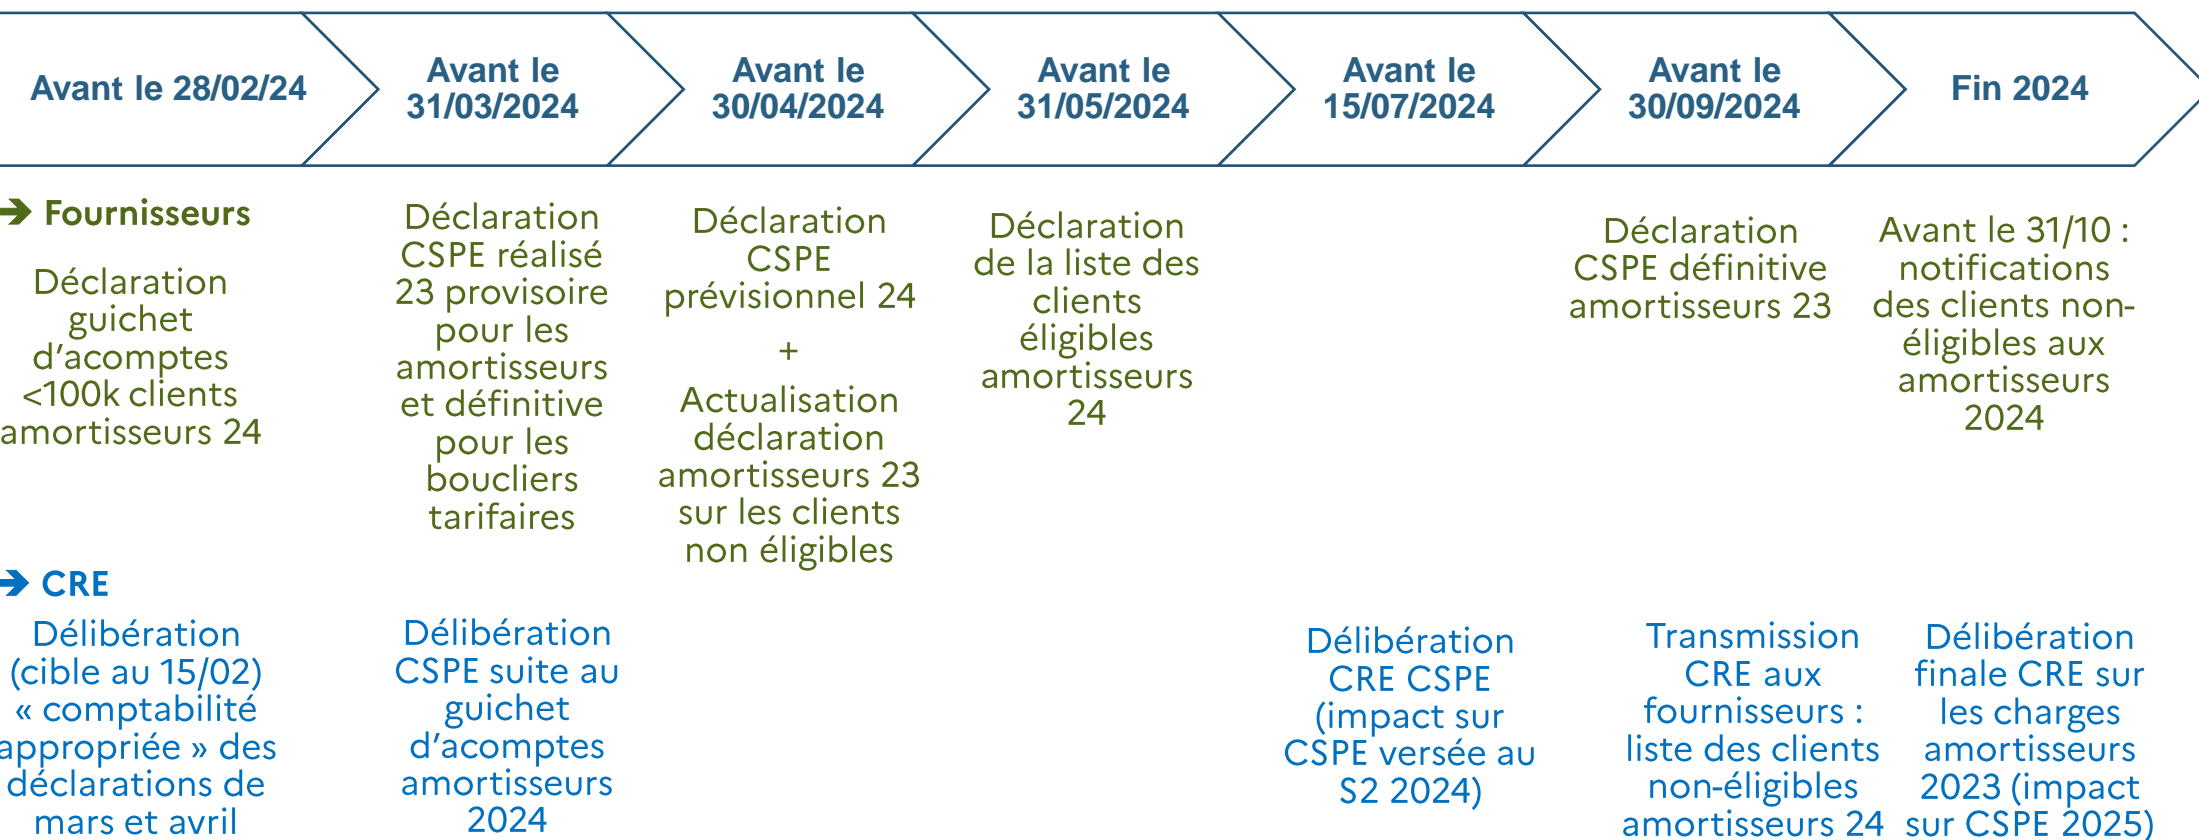 Avant le 28/02/24
Avant le
31/03/2024
Avant le
30/04/2024
Avant le
31/05/2024
Avant le
15/07/2024
Avant le
30/09/2024
Fin 2024
➔ Fournisseurs
Déclaration
guichet
d’acomptes
<100k clients
amortisseurs 24
Déclaration
CSPE réalisé
23 provisoire
pour les
amortisseurs
et définitive
pour les
boucliers
tarifaires
Déclaration
CSPE
prévisionnel 24
+
Actualisation
déclaration
amortisseurs 23
sur les clients
non éligibles
Déclaration
de la liste des
clients
éligibles
amortisseurs
24
Déclaration
CSPE définitive
amortisseurs 23
Avant le 31/10 :
notifications
des clients non-
éligibles aux
amortisseurs
2024
➔ CRE
Délibération
(cible au 15/02)
« comptabilité
appropriée » des
déclarations de
mars et avril
Délibération
CSPE suite au
guichet
d’acomptes
amortisseurs
2024
Délibération
CRE CSPE
(impact sur
CSPE versée au
S2 2024)
Transmission
CRE aux
fournisseurs :
liste des clients
non-éligibles
amortisseurs 24
Délibération
finale CRE sur
les charges
amortisseurs
2023 (impact
sur CSPE 2025)